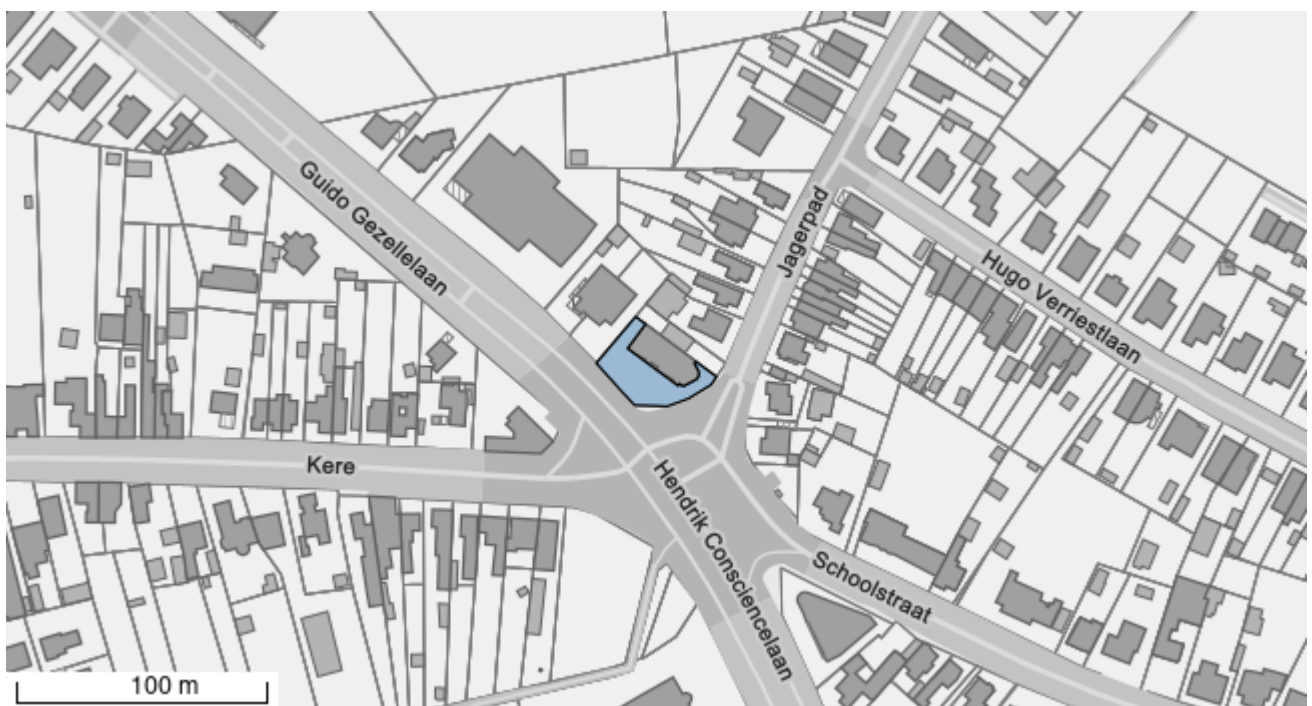 Guido Gezellelaan
Jagerpad
Hugo Verriestlaan
Kere
Hendrik Consciencelaan
Schoolstraat
100 m